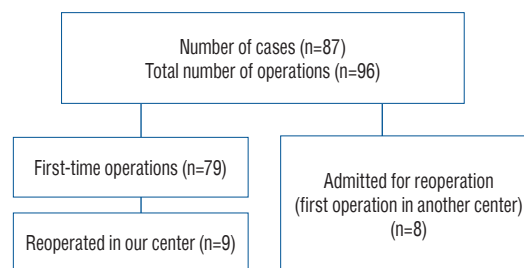 Number of cases (n=87)
Total number of operations (n=96)
First-time operations (n=79)
Reoperated in our center (n=9)
Admitted for reoperation
(first operation in another center)
(n=8)